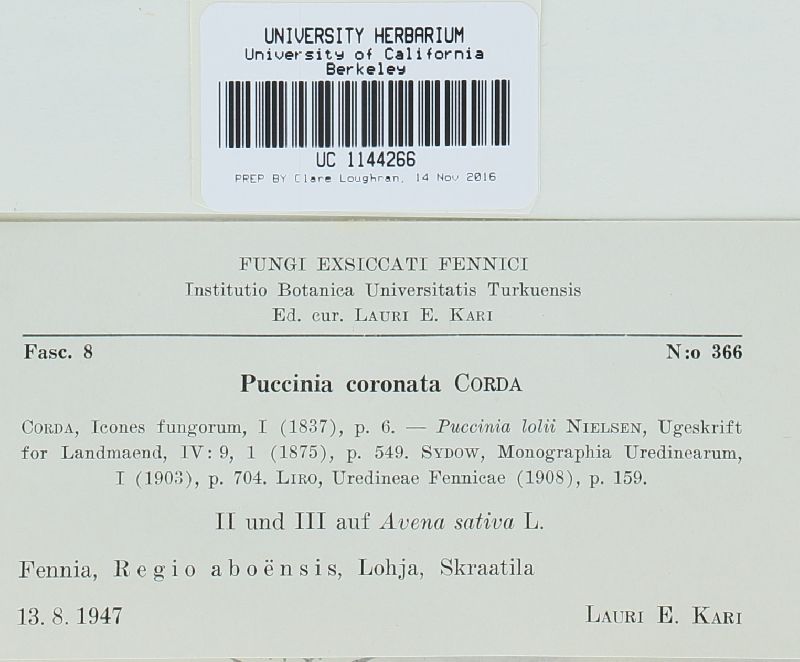 UNIVERSITY HERBARIUM
University of California
Berkeley
UC 1144266
PREP BY Clare Loughran, 14 Nov 2016
FUNGI EXSICCATI FENNICI
Institutio Botanica Universitatis Turkuensis
Ed. cur. LAURI E. KARI
Fasc. 8 N:o 366
Puccinia coronata CORDA
CORDA, Icones fungorum, I (1837), p. 6. — Puccinia lolii NIELSEN, Ugeskrift
for Landmaend, IV: 9, 1 (1875), p. 549. SYDOW, Monographia Uredinearum,
I (1903), p. 704. LIRO, Uredineae Fennicae (1908), p. 159.
II und III auf Avena sativa L.
Fennia, Regio aboënsis, Lohja, Skraatila
13. 8. 1947 LAURI E. KARI